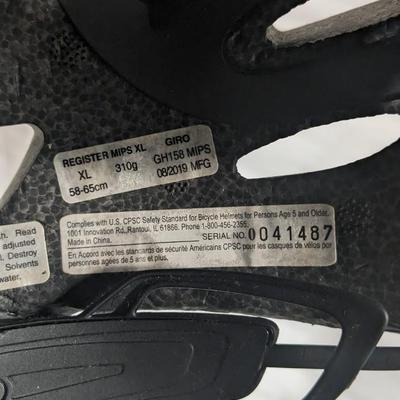 REGISTER MIPS XL GIRO
XL 310g GH158 MIPS
58-65cm 08/2019 MFG
th. Read
adjusted
l. Destroy
Solvents
water.
Complies with U.S. CPSC Safety Standard for Bicycle Helmets for Persons Age 5 and Older.
1001 Innovation Rd., Rantoul, IL 61866. Phone 1-800-456-2355.
Made in China. SERIAL NO. 0041487
En Accord avec les standards de sécurité Américains CPSC pour les casques de vélos par
personnes agées de 5 ans et plus.